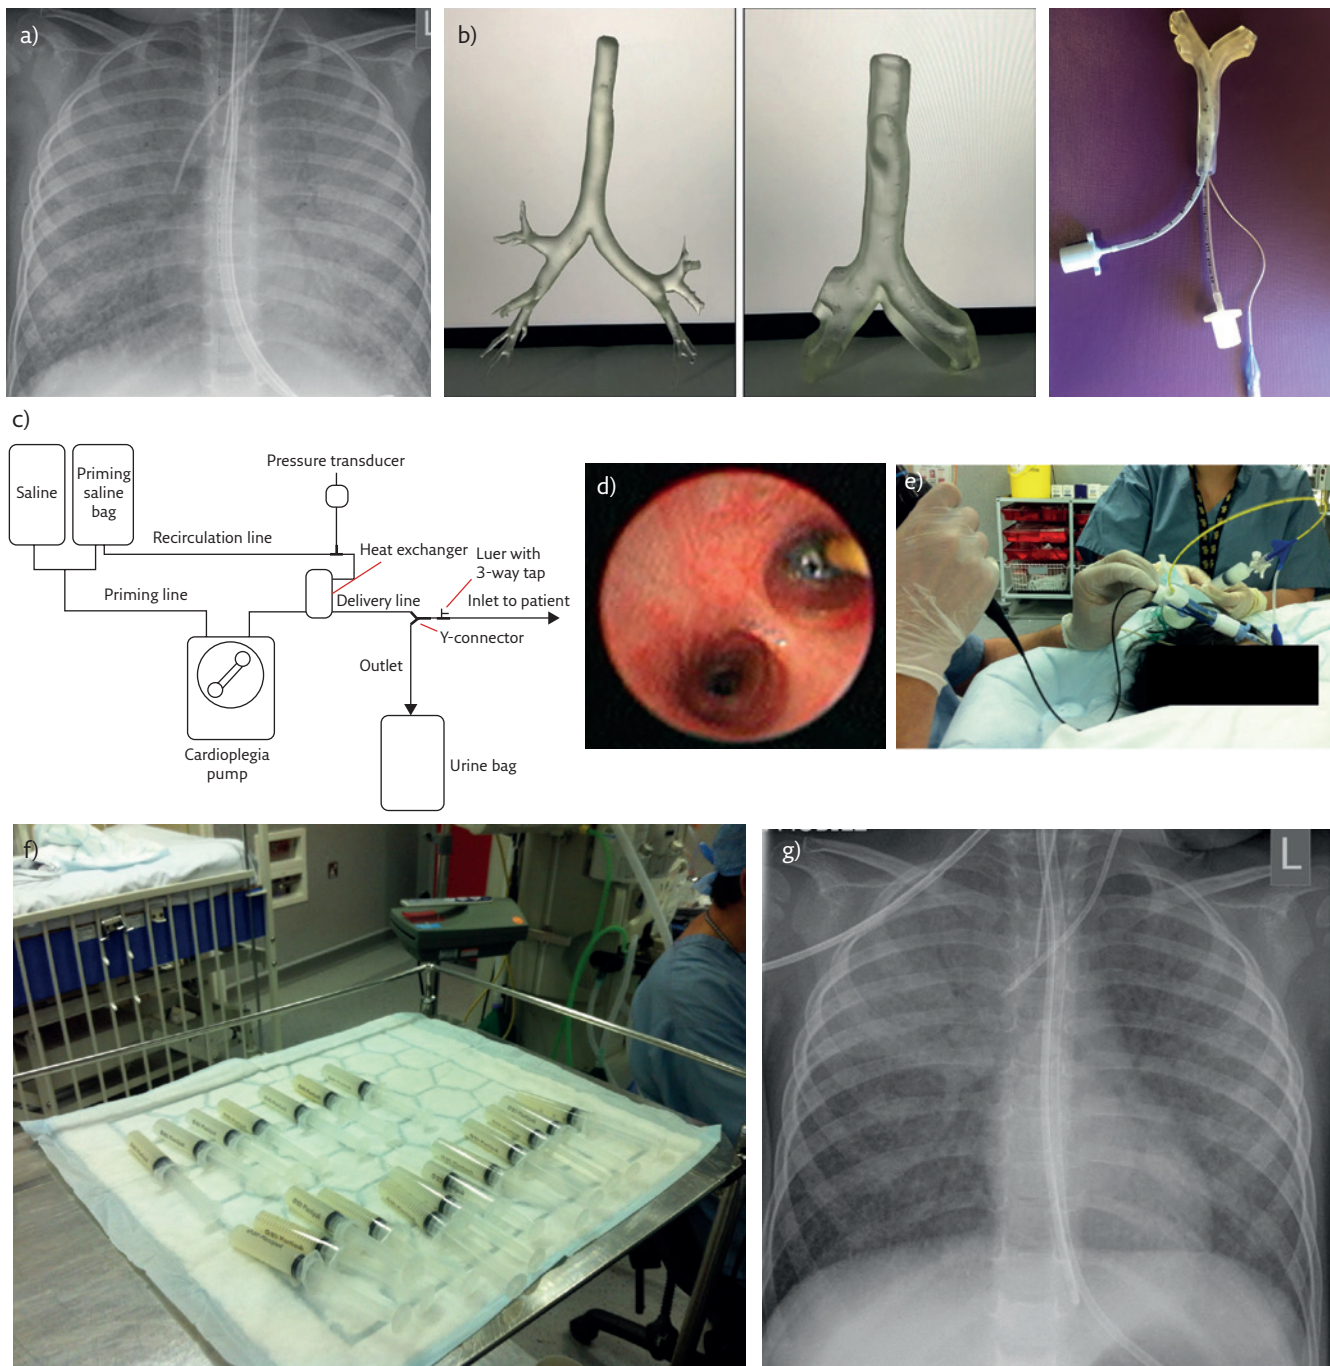 a)
L
b)
c)
Saline
Priming
saline
bag
Pressure transducer
Recirculation line
Heat exchanger
Luer with
3-way tap
Priming line
Delivery line
Inlet to patient
Y-connector
Outlet
Cardioplegia
pump
Urine bag
d)
e)
f)
g)
L